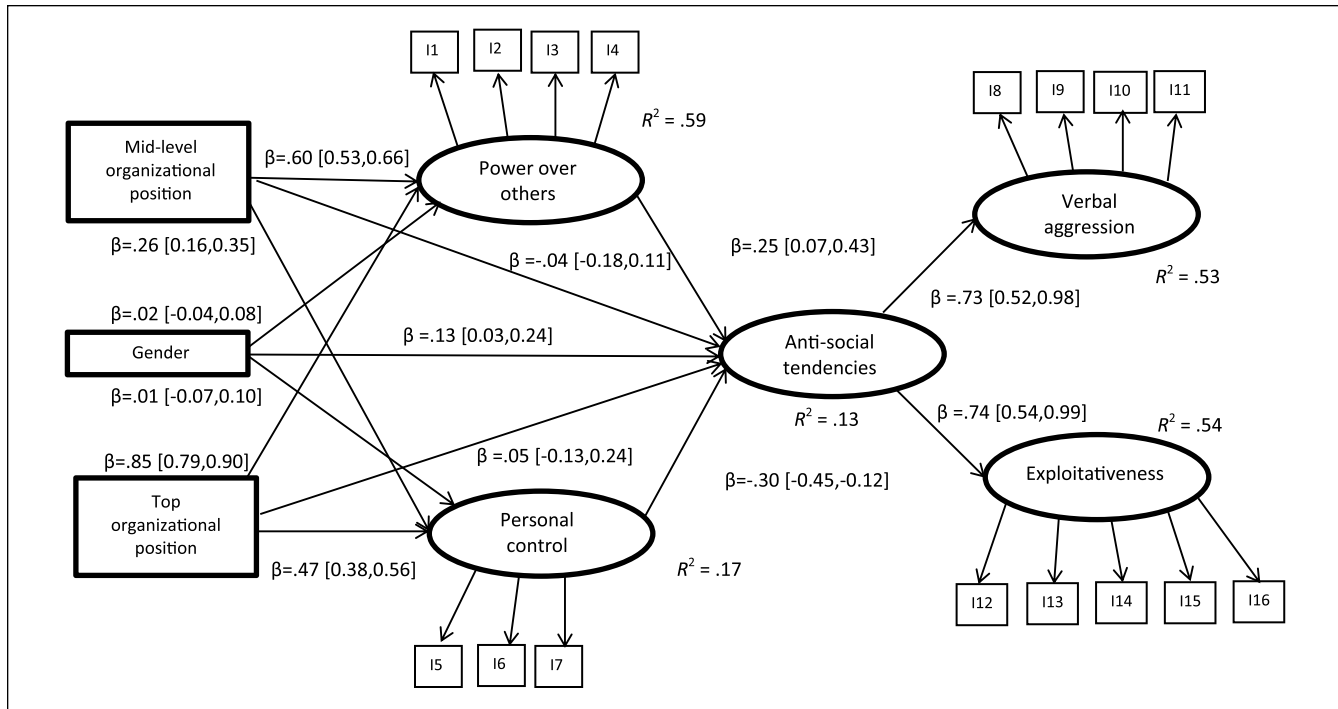 I1
I2
I3
I4
R² = .59
Mid-level
organizational
position
β=.60 [0.53,0.66]
Power over
others
β=.26 [0.16,0.35]
β =-.04 [-0.18,0.11]
β=.25 [0.07,0.43]
I8
I9
I10
I11
Verbal
aggression
R² = .53
β =.73 [0.52,0.98]
β=.02 [-0.04,0.08]
Gender
β=.01 [-0.07,0.10]
β =.13 [0.03,0.24]
Anti-social
tendencies
R² = .13
β =.74 [0.54,0.99]
R² = .54
Exploitativeness
β=.85 [0.79,0.90]
Top
organizational
position
β =.05 [-0.13,0.24]
β=-.30 [-0.45,-0.12]
Personal
control
β=.47 [0.38,0.56]
R² = .17
I12
I13
I14
I15
I16
I5
I6
I7